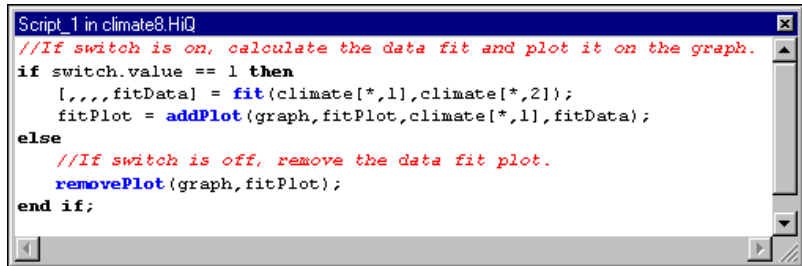 Script_1 in climate8.HiQ
//If switch is on, calculate the data fit and plot it on the graph.
if switch.value == 1 then
    [,,,,fitData] = fit(climate[*,1],climate[*,2]);
    fitPlot = addPlot(graph,fitPlot,climate[*,1],fitData);
else
    //If switch is off, remove the data fit plot.
    removePlot(graph,fitPlot);
end if;